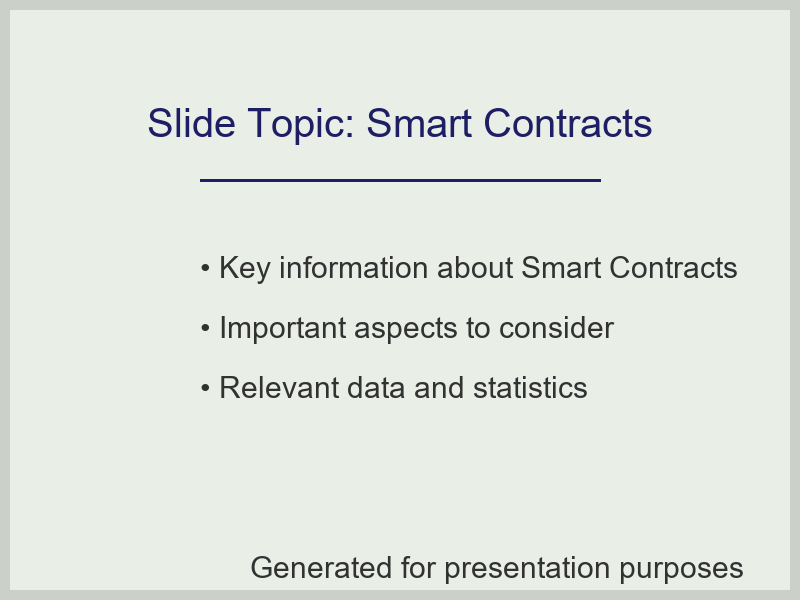 Slide Topic: Smart Contracts
• Key information about Smart Contracts
• Important aspects to consider
• Relevant data and statistics
Generated for presentation purposes